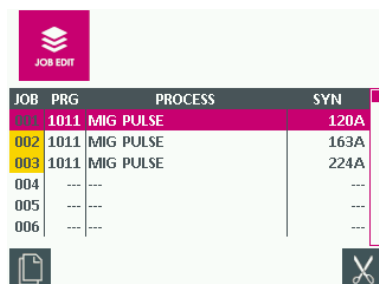 JOB EDIT
JOB PRG PROCESS SYN
001 1011 MIG PULSE 120A
002 1011 MIG PULSE 163A
003 1011 MIG PULSE 224A
004 --- --- ---
005 --- --- ---
006 --- --- ---